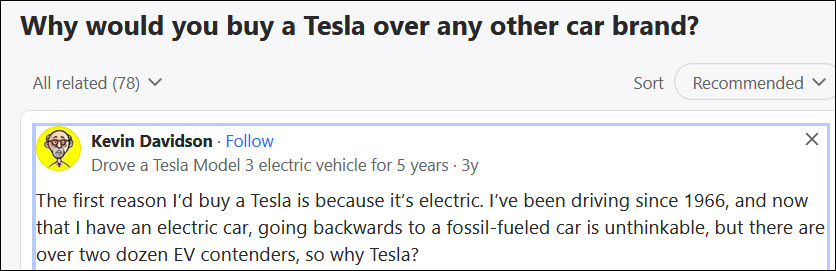 Why would you buy a Tesla over any other car brand?
All related (78)
Sort
Recommended
Kevin Davidson · Follow
Drove a Tesla Model 3 electric vehicle for 5 years · 3y
The first reason I’d buy a Tesla is because it’s electric. I’ve been driving since 1966, and now
that I have an electric car, going backwards to a fossil-fueled car is unthinkable, but there are
over two dozen EV contenders, so why Tesla?